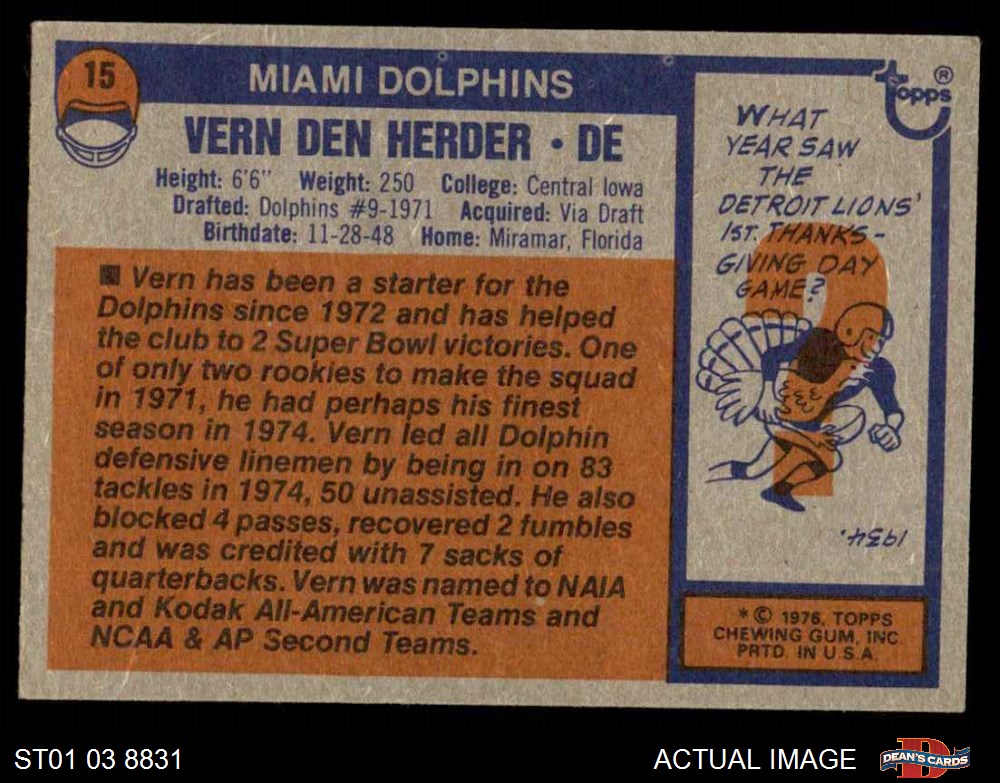 15
MIAMI DOLPHINS
VERN DEN HERDER • DE
Height: 6'6" Weight: 250 College: Central Iowa
Drafted: Dolphins #9-1971 Acquired: Via Draft
Birthdate: 11-28-48 Home: Miramar, Florida
■ Vern has been a starter for the
Dolphins since 1972 and has helped
the club to 2 Super Bowl victories. One
of only two rookies to make the squad
in 1971, he had perhaps his finest
season in 1974. Vern led all Dolphin
defensive linemen by being in on 83
tackles in 1974, 50 unassisted. He also
blocked 4 passes, recovered 2 fumbles
and was credited with 7 sacks of
quarterbacks. Vern was named to NAIA
and Kodak All-American Teams and
NCAA & AP Second Teams.
Topps ®
WHAT
YEAR SAW
THE
DETROIT LIONS'
1ST. THANKS-
GIVING DAY
GAME?
1934.
* © 1976, TOPPS
CHEWING GUM, INC.
PRTD. IN U.S.A.
ST01 03 8831
ACTUAL IMAGE
D
DEAN'S CARDS